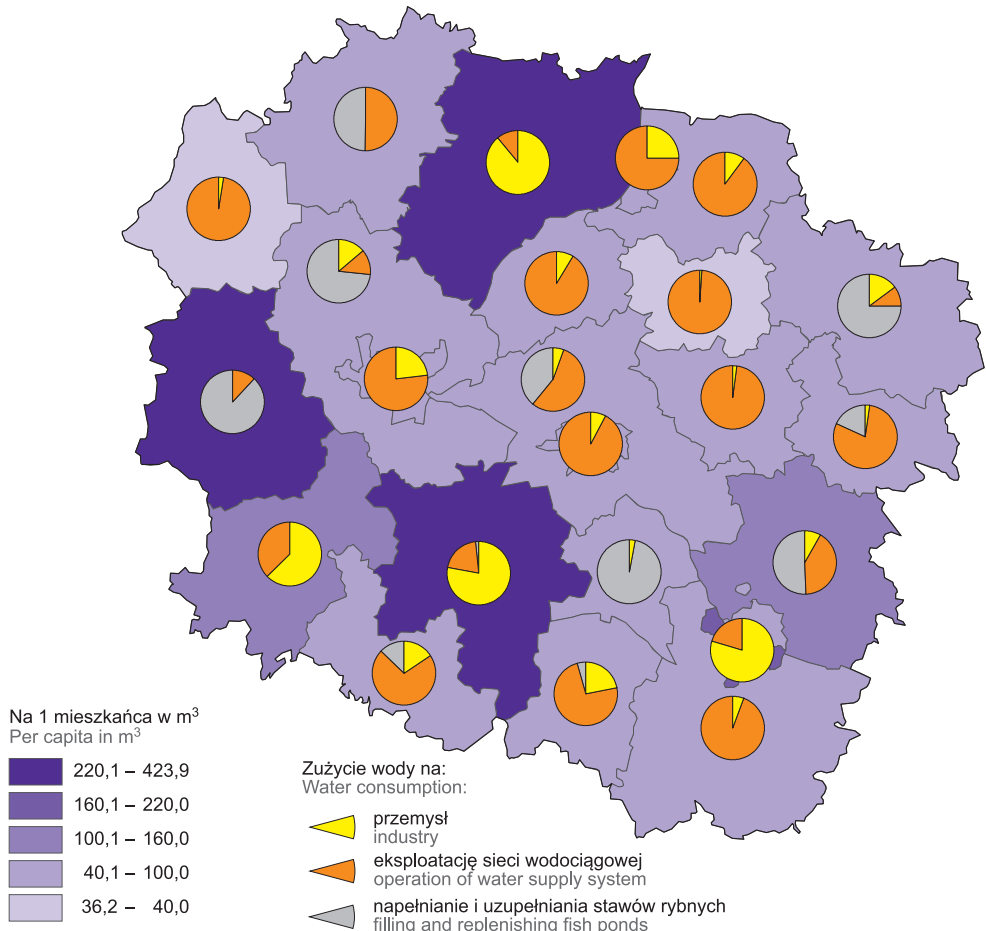 Na 1 mieszkańca w m³
Per capita in m³
220,1 – 423,9
160,1 – 220,0
100,1 – 160,0
40,1 – 100,0
36,2 – 40,0
Zużycie wody na:
Water consumption:
przemysł
industry
eksploatację sieci wodociągowej
operation of water supply system
napełnianie i uzupełniania stawów rybnych
filling and replenishing fish ponds